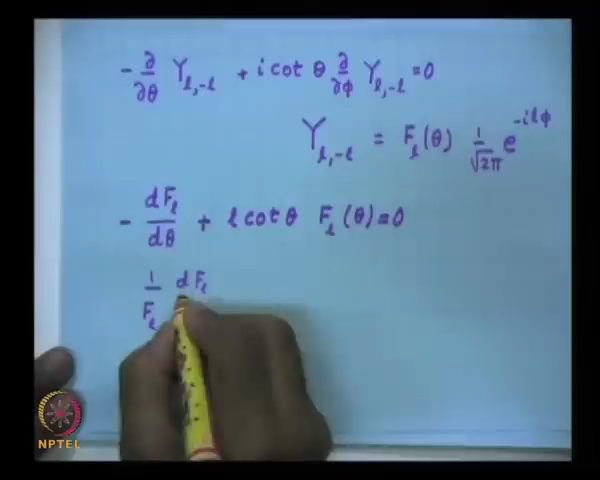 - ∂/∂θ Y_{l,-l} + i cot θ ∂/∂ϕ Y_{l,-l} = 0
Y_{l,-l} = F_l(θ) 1/√2π e^{-ilϕ}
- dF_l/dθ + l cot θ F_l(θ) = 0
1/F_l dF_l
NPTEL